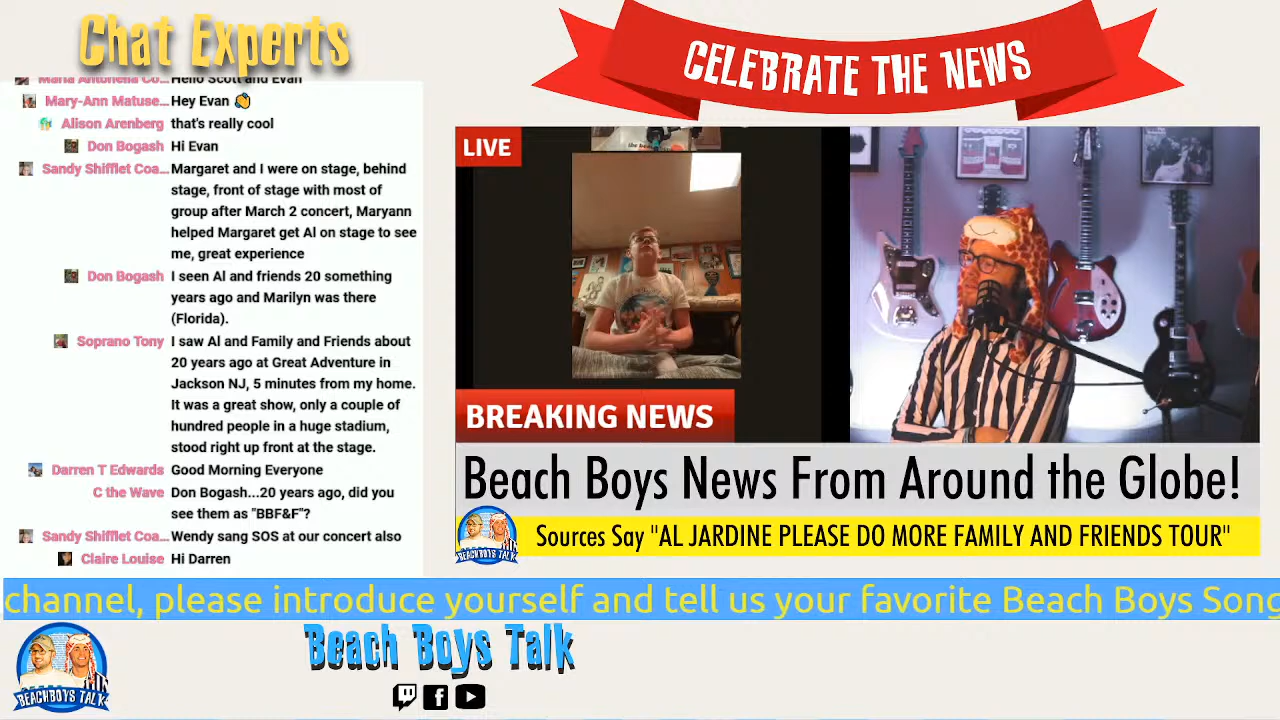 Chat Experts
CELEBRATE THE NEWS
Maria Antonella Co... Hello Scott and Evan
Mary-Ann Matuse... Hey Evan 👋
Alison Arenberg that's really cool
Don Bogash Hi Evan
Sandy Shifflet Coa... Margaret and I were on stage, behind
stage, front of stage with most of
group after March 2 concert, Maryann
helped Margaret get Al on stage to see
me, great experience
Don Bogash I seen Al and friends 20 something
years ago and Marilyn was there
(Florida).
Soprano Tony I saw Al and Family and Friends about
20 years ago at Great Adventure in
Jackson NJ, 5 minutes from my home.
It was a great show, only a couple of
hundred people in a huge stadium,
stood right up front at the stage.
Darren T Edwards Good Morning Everyone
C the Wave Don Bogash...20 years ago, did you
see them as "BBF&F"?
Sandy Shifflet Coa... Wendy sang SOS at our concert also
Claire Louise Hi Darren
LIVE
BREAKING NEWS
Beach Boys News From Around the Globe!
BEACHBOYS TALK
Sources Say "AL JARDINE PLEASE DO MORE FAMILY AND FRIENDS TOUR"
channel, please introduce yourself and tell us your favorite Beach Boys Song
BEACHBOYS TALK
Beach Boys Talk